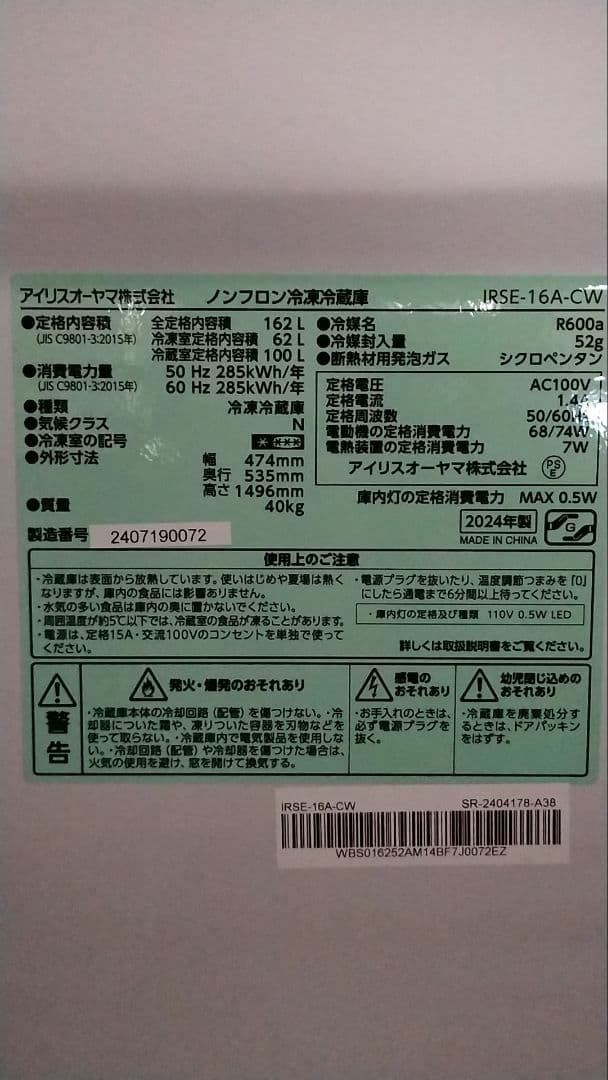 アイリスオーヤマ株式会社 ノンフロン冷凍冷蔵庫 IRSE-16A-CW
●定格内容積 全定格内容積 162 L
(JIS C9801-3:2015年) 冷凍室定格内容積 62 L
冷蔵室定格内容積 100 L
●消費電力量 50 Hz 285kWh/年
(JIS C9801-3:2015年) 60 Hz 285kWh/年
●種類 冷凍冷蔵庫
●気候クラス N
●冷凍室の記号
●外形寸法 幅 474mm
奥行 535mm
高さ 1496mm
●質量 40kg
製造番号 2407190072
●冷媒名 R600a
●冷媒封入量 52g
●断熱材用発泡ガス シクロペンタン
定格電圧 AC100V
定格電流 1.4A
定格周波数 50/60Hz
電動機の定格消費電力 68/74W
電熱装置の定格消費電力 7W
アイリスオーヤマ株式会社 PSE
庫内灯の定格消費電力 MAX 0.5W
2024年製
MADE IN CHINA
G
使用上のご注意
・冷蔵庫は表面から放熱しています。使いはじめや夏場は熱く
なりますが、庫内の食品には影響ありません。
・水気の多い食品は庫内の奥に置かないでください。
・周囲温度が約5℃以下では、冷蔵室の食品が凍ることがあります。
・電源は、定格15A・交流100Vのコンセントを単独で使って
ください。
・電源プラグを抜いたり、温度調節つまみを「0」
にしたら通電まで6分間以上待ってください。
・庫内灯の定格及び種類 110V 0.5W LED
詳しくは取扱説明書をご覧ください。
警告
発火・爆発のおそれあり
・冷蔵庫本体の冷却回路(配管)を傷つけない。・冷
却器についた霜や、凍りついた容器を刃物などを
使って取らない。・冷蔵庫内で電気製品を使用しな
い。・冷却回路(配管)や冷却器を傷つけた場合は、
火気の使用を避け、窓を開けて換気する。
感電の
おそれあり
・お手入れのときは、
必ず電源プラグを
抜く。
幼児閉じ込めの
おそれあり
・冷蔵庫を廃棄処分す
るときは、ドアパッキン
をはずす。
IRSE-16A-CW SR-2404178-A38
WBS016252AM14BF7J0072EZ